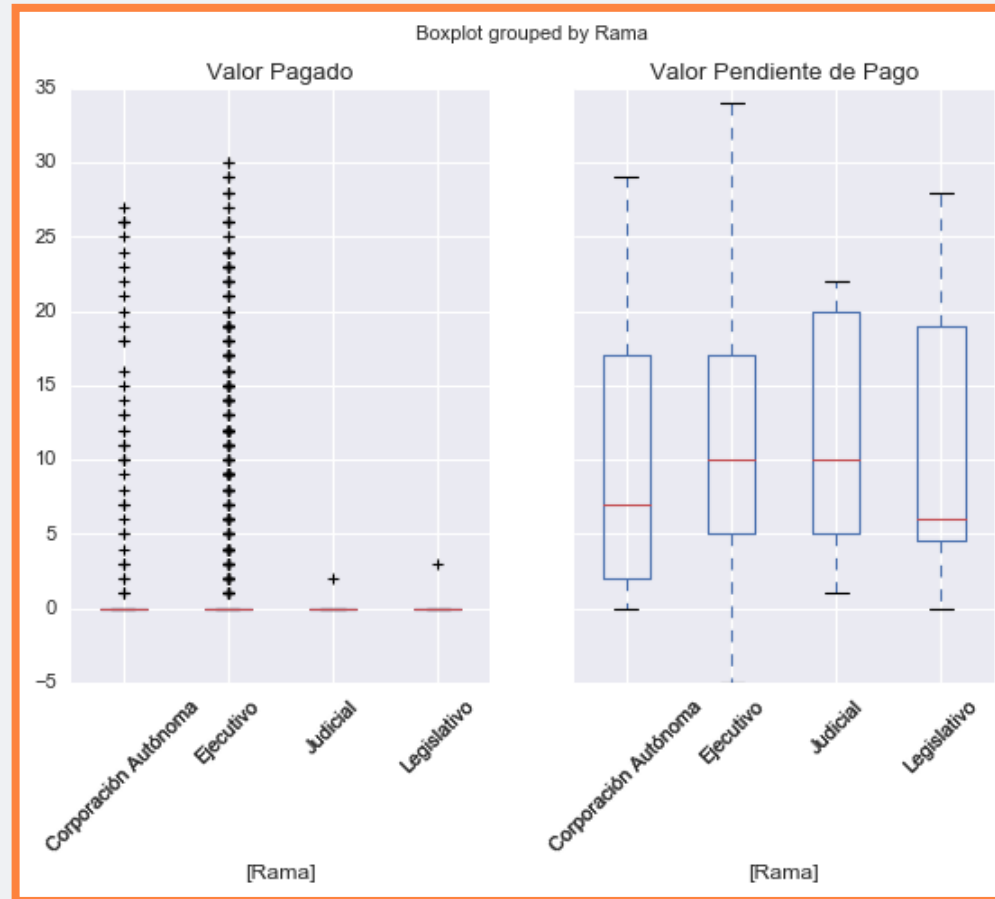 Boxplot grouped by Rama
Valor Pagado
Valor Pendiente de Pago
35
30
25
20
15
10
5
0
−5
Corporación Autónoma
Ejecutivo
Judicial
Legislativo
Corporación Autónoma
Ejecutivo
Judicial
Legislativo
[Rama]
[Rama]